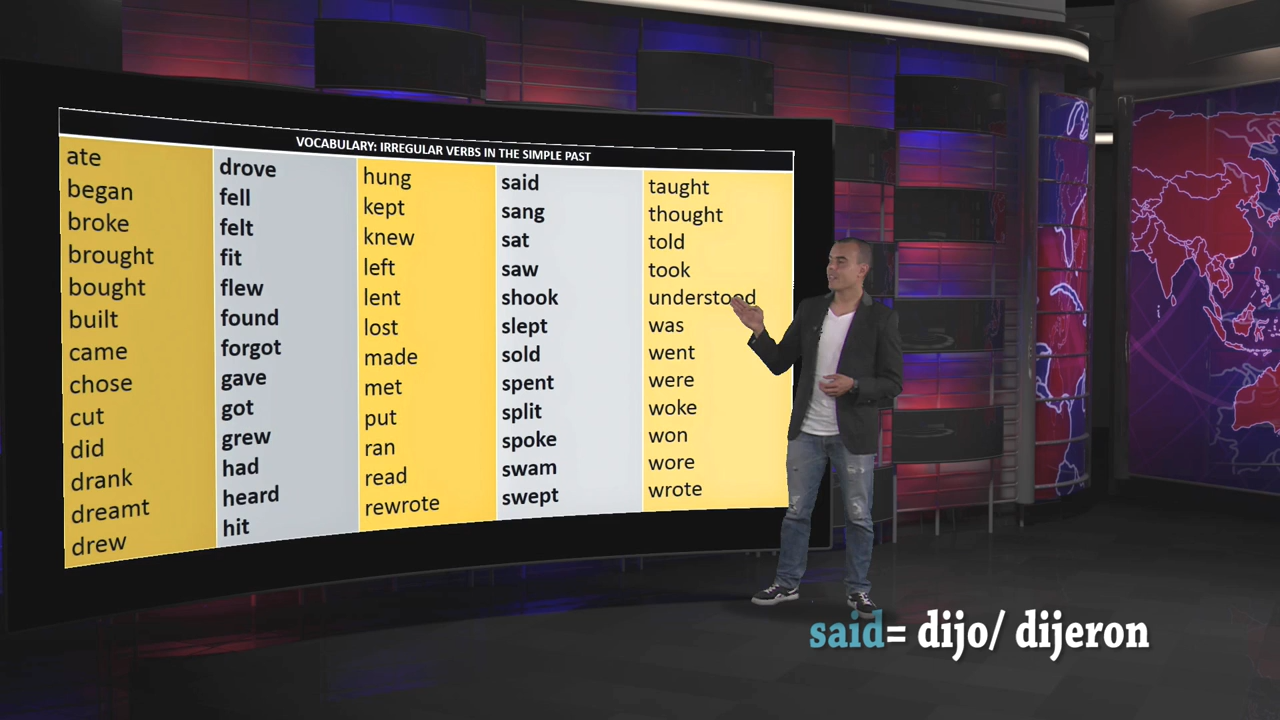 VOCABULARY: IRREGULAR VERBS IN THE SIMPLE PAST
ate
began
broke
brought
bought
built
came
chose
cut
did
drank
dreamt
drew
drove
fell
felt
fit
flew
found
forgot
gave
got
grew
had
heard
hit
hung
kept
knew
left
lent
lost
made
met
put
ran
read
rewrote
said
sang
sat
saw
shook
slept
sold
spent
split
spoke
swam
swept
taught
thought
told
took
understood
was
went
were
woke
won
wore
wrote
said= dijo/ dijeron